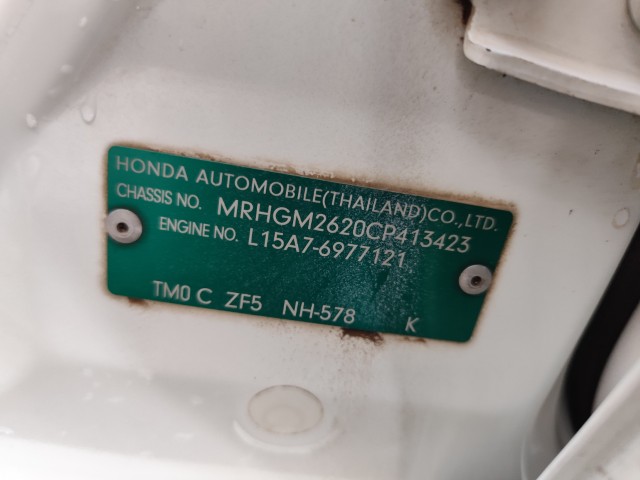 HONDA AUTOMOBILE(THAILAND)CO.,LTD.
CHASSIS NO. MRHGM2620CP413423
ENGINE NO. L15A7-6977121
TM0 C ZF5 NH-578 K